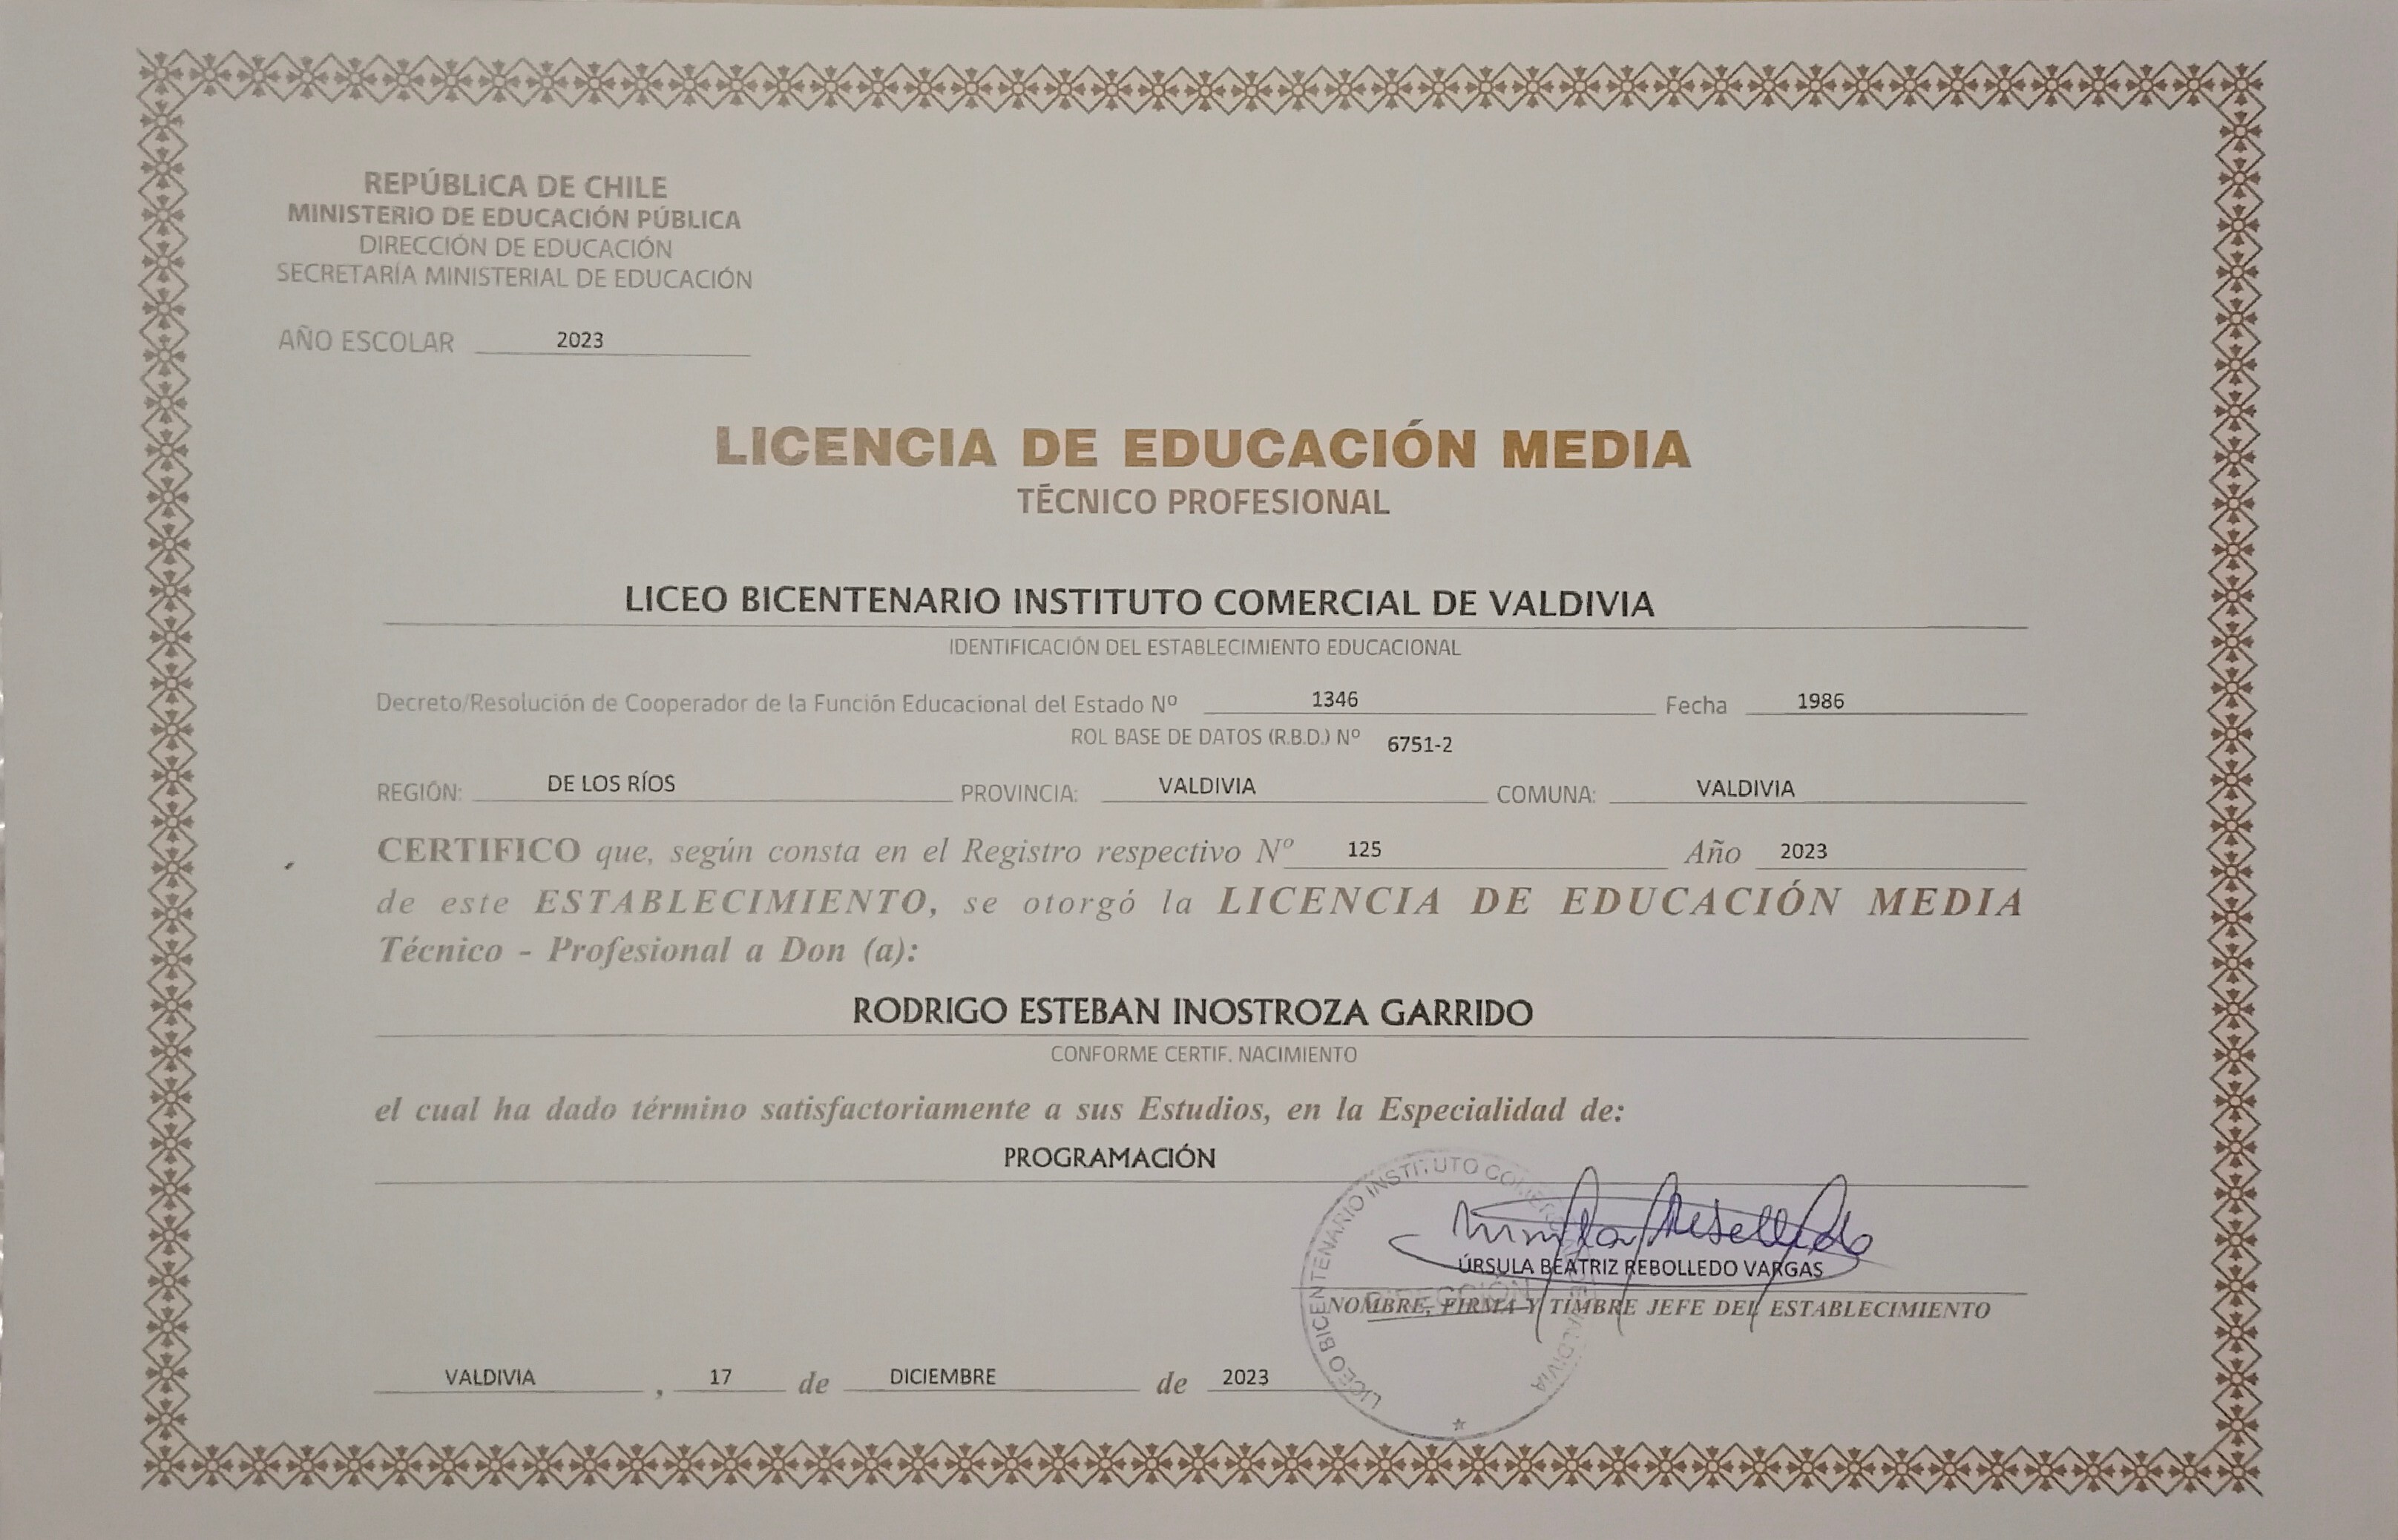 REPÚBLICA DE CHILE
MINISTERIO DE EDUCACIÓN PÚBLICA
DIRECCIÓN DE EDUCACIÓN
SECRETARÍA MINISTERIAL DE EDUCACIÓN
AÑO ESCOLAR 2023
LICENCIA DE EDUCACIÓN MEDIA
TÉCNICO PROFESIONAL
LICEO BICENTENARIO INSTITUTO COMERCIAL DE VALDIVIA
IDENTIFICACIÓN DEL ESTABLECIMIENTO EDUCACIONAL
Decreto/Resolución de Cooperador de la Función Educacional del Estado Nº 1346 Fecha 1986
ROL BASE DE DATOS (R.B.D.) Nº 6751-2
REGIÓN: DE LOS RÍOS PROVINCIA: VALDIVIA COMUNA: VALDIVIA
CERTIFICO que, según consta en el Registro respectivo Nº 125 Año 2023
de este ESTABLECIMIENTO, se otorgó la LICENCIA DE EDUCACIÓN MEDIA
Técnico - Profesional a Don (a):
RODRIGO ESTEBAN INOSTROZA GARRIDO
CONFORME CERTIF. NACIMIENTO
el cual ha dado término satisfactoriamente a sus Estudios, en la Especialidad de:
PROGRAMACIÓN
LICEO BICENTENARIO INSTITUTO COMERCIAL DE VALDIVIA
DIRECCIÓN
ÚRSULA BEATRIZ REBOLLEDO VARGAS
NOMBRE, FIRMA Y TIMBRE JEFE DEL ESTABLECIMIENTO
VALDIVIA, 17 de DICIEMBRE de 2023